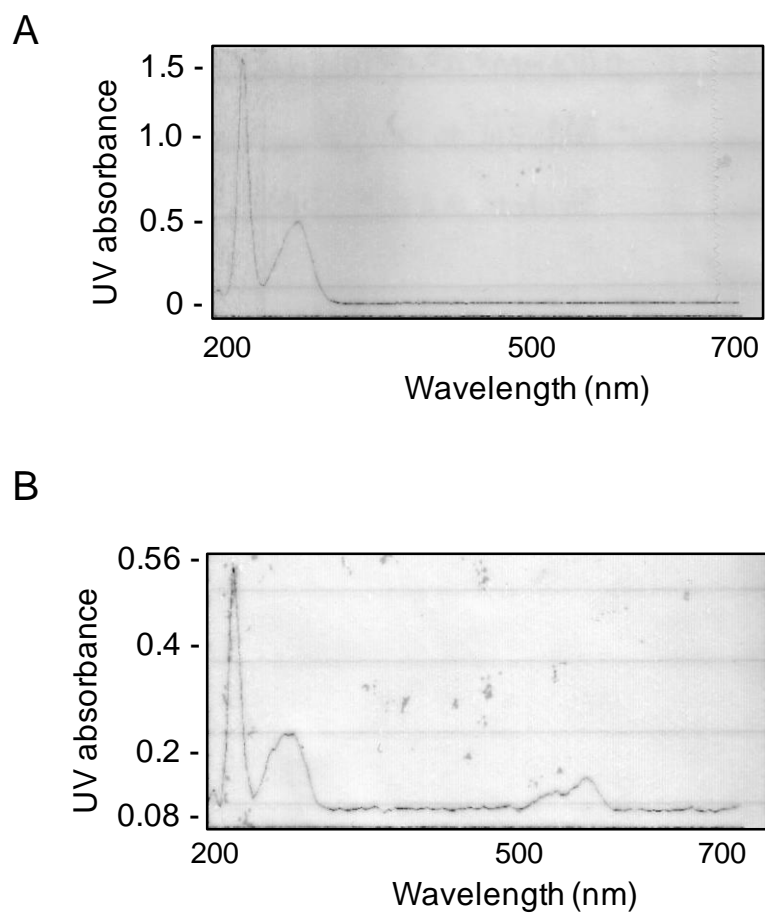 A
UV absorbance
1.5 -
1.0 -
0.5 -
0 -
200
500
700
Wavelength (nm)
B
UV absorbance
0.56 -
0.4 -
0.2 -
0.08 -
200
500
700
Wavelength (nm)